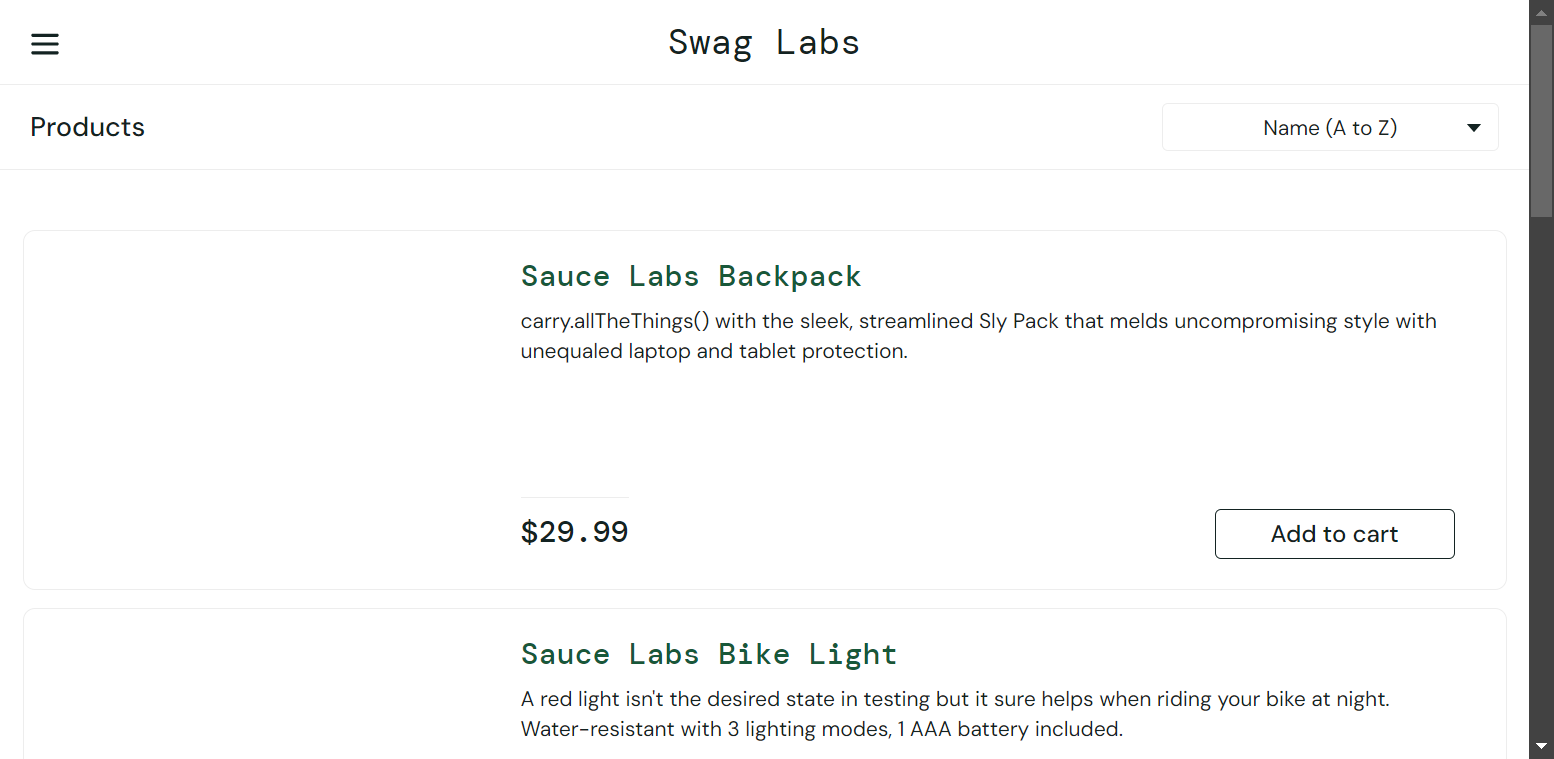 Swag Labs
Products
Name (A to Z)
Sauce Labs Backpack
carry.allTheThings() with the sleek, streamlined Sly Pack that melds uncompromising style with
unequaled laptop and tablet protection.
$29.99
Add to cart
Sauce Labs Bike Light
A red light isn't the desired state in testing but it sure helps when riding your bike at night.
Water-resistant with 3 lighting modes, 1 AAA battery included.